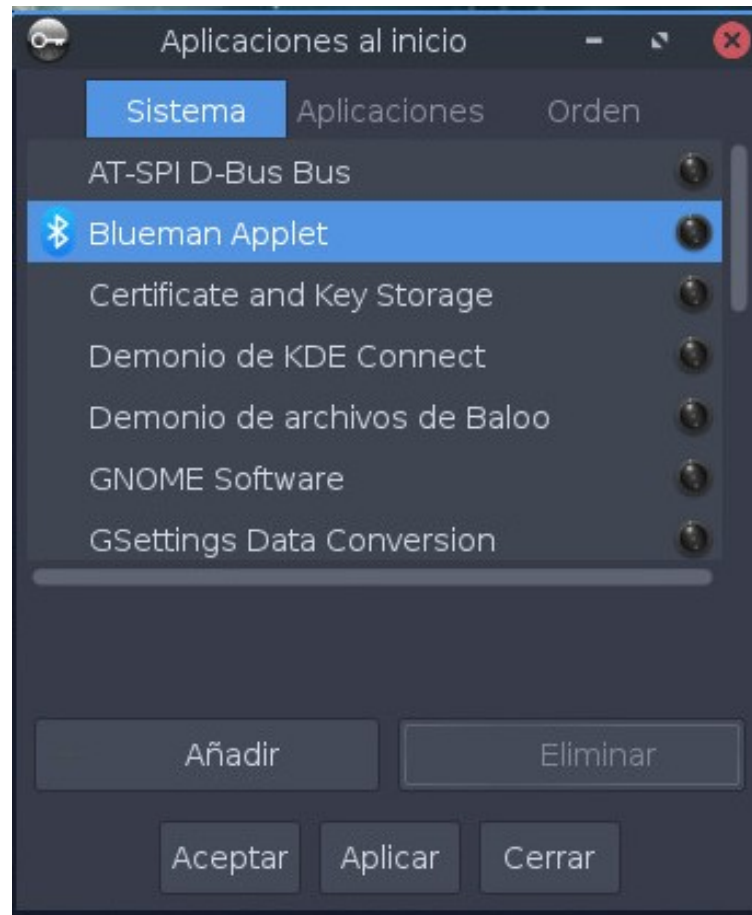 Aplicaciones al inicio
Sistema Aplicaciones Orden
AT-SPI D-Bus Bus
Blueman Applet
Certificate and Key Storage
Demonio de KDE Connect
Demonio de archivos de Baloo
GNOME Software
GSettings Data Conversion
Añadir Eliminar
Aceptar Aplicar Cerrar